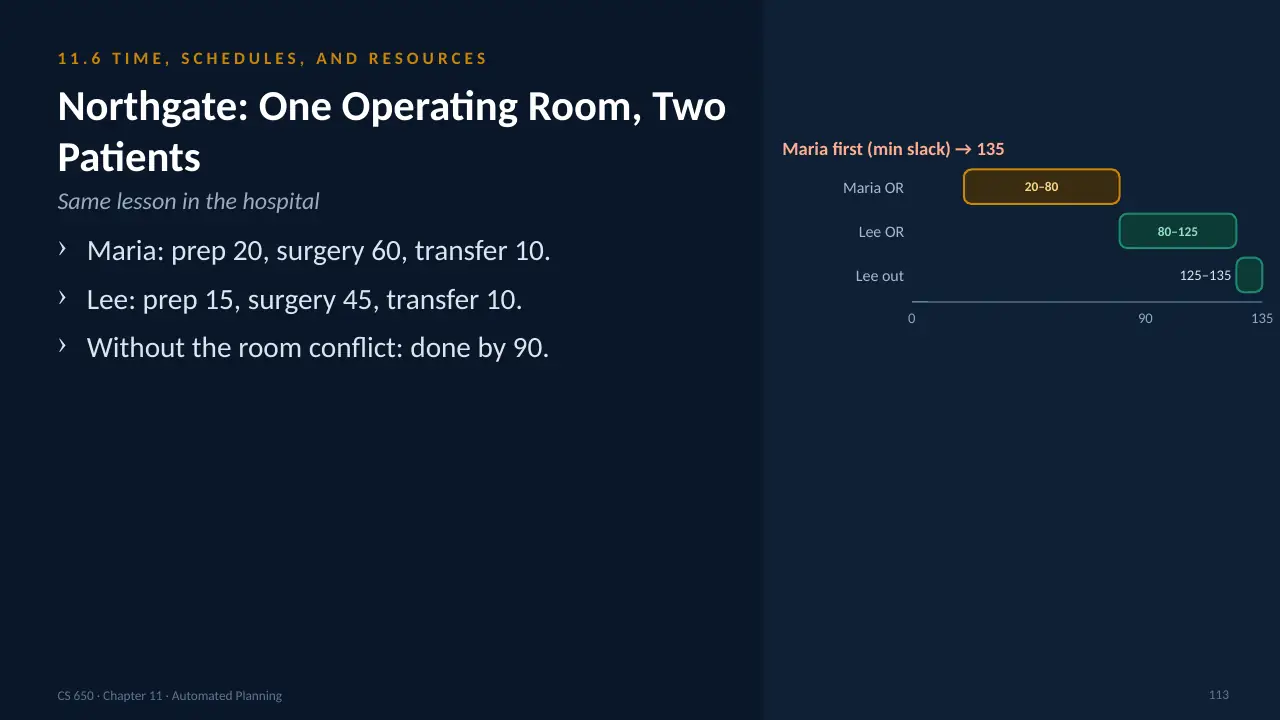 11.6 TIME, SCHEDULES, AND RESOURCES
Northgate: One Operating Room, Two
Patients
Same lesson in the hospital
› Maria: prep 20, surgery 60, transfer 10.
› Lee: prep 15, surgery 45, transfer 10.
› Without the room conflict: done by 90.
Maria first (min slack) → 135
Maria OR 20–80
Lee OR 80–125
Lee out 125–135
0 90 135
CS 650 · Chapter 11 · Automated Planning
113